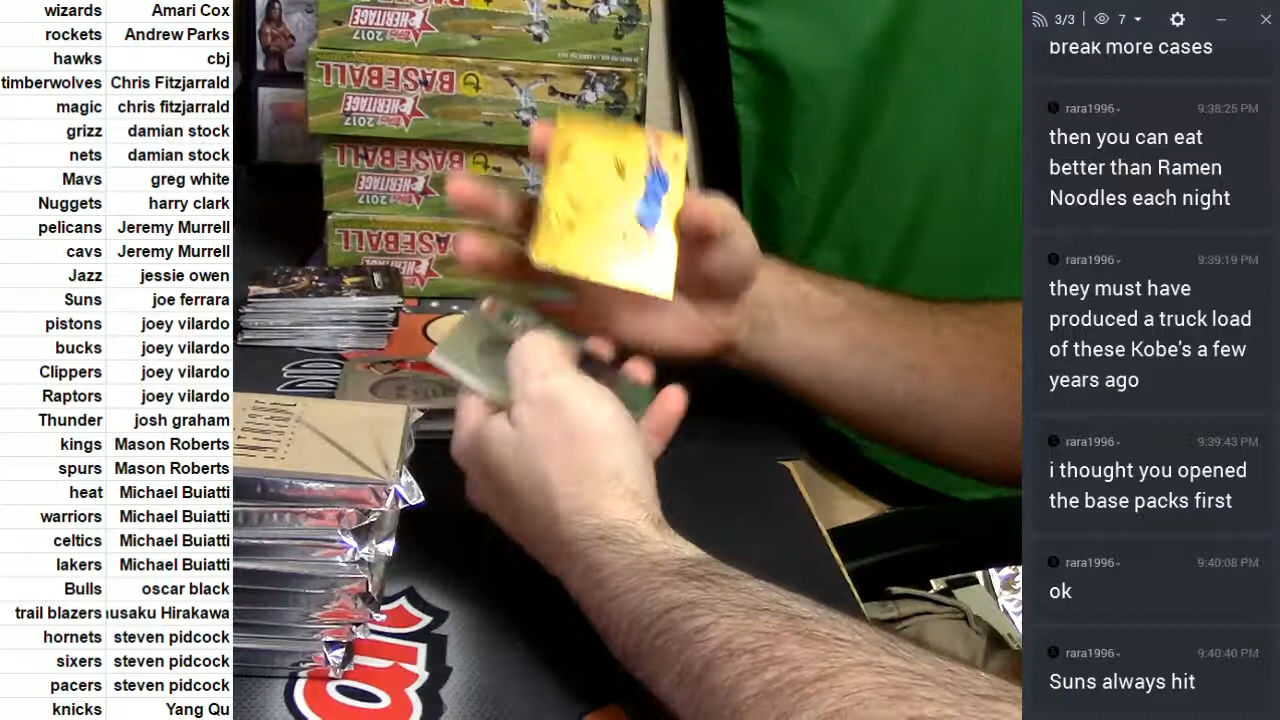 wizards Amari Cox
rockets Andrew Parks
hawks cbj
timberwolves Chris Fitzjarrald
magic chris fitzjarrald
grizz damian stock
nets damian stock
Mavs greg white
Nuggets harry clark
pelicans Jeremy Murrell
cavs Jeremy Murrell
Jazz jessie owen
Suns joe ferrara
pistons joey vilardo
bucks joey vilardo
Clippers joey vilardo
Raptors joey vilardo
Thunder josh graham
kings Mason Roberts
spurs Mason Roberts
heat Michael Buiatti
warriors Michael Buiatti
celtics Michael Buiatti
lakers Michael Buiatti
Bulls oscar black
trail blazers usaku Hirakawa
hornets steven pidcock
sixers steven pidcock
pacers steven pidcock
knicks Yang Qu
2017 HERITAGE
BASEBALL
2017 HERITAGE
BASEBALL
2017 HERITAGE
BASEBALL
HERITAGE
INTRIGUE
3/3 7
break more cases
rara1996 9:38:25 PM
then you can eat
better than Ramen
Noodles each night
rara1996 9:39:19 PM
they must have
produced a truck load
of these Kobe's a few
years ago
rara1996 9:39:43 PM
i thought you opened
the base packs first
rara1996 9:40:08 PM
ok
rara1996 9:40:40 PM
Suns always hit